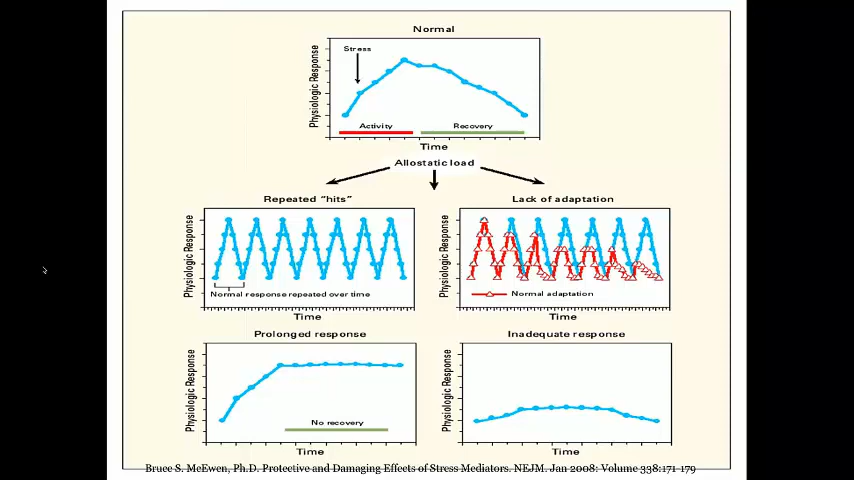 Normal
Stress
Physiologic Response
Activity
Recovery
Time
Allostatic load
Repeated "hits"
Physiologic Response
Normal response repeated over time
Time
Lack of adaptation
Physiologic Response
Normal adaptation
Time
Prolonged response
Physiologic Response
No recovery
Time
Inadequate response
Physiologic Response
Time
Bruce S. McEwen, Ph.D. Protective and Damaging Effects of Stress Mediators. NEJM. Jan 2008: Volume 338:171-179